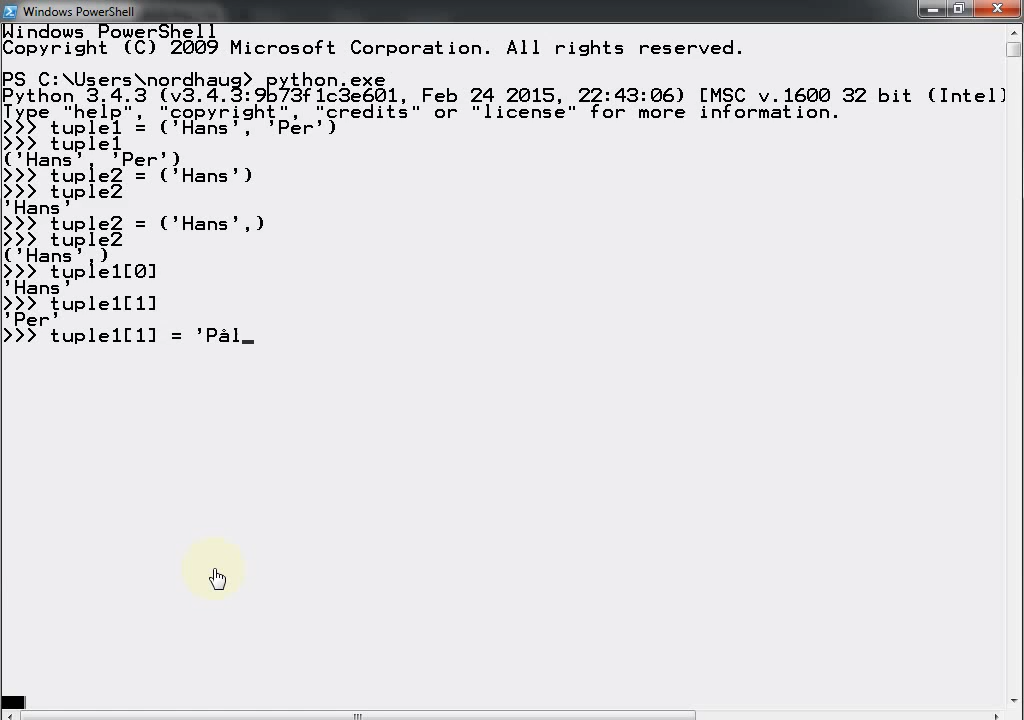 Windows PowerShell
Windows PowerShell
Copyright (C) 2009 Microsoft Corporation. All rights reserved.
PS C:\Users\nordhaug> python.exe
Python 3.4.3 (v3.4.3:9b73f1c3e601, Feb 24 2015, 22:43:06) [MSC v.1600 32 bit (Intel)
Type "help", "copyright", "credits" or "license" for more information.
>>> tuple1 = ('Hans', 'Per')
>>> tuple1
('Hans', 'Per')
>>> tuple2 = ('Hans')
>>> tuple2
'Hans'
>>> tuple2 = ('Hans',)
>>> tuple2
('Hans',)
>>> tuple1[0]
'Hans'
>>> tuple1[1]
'Per'
>>> tuple1[1] = 'Pål_